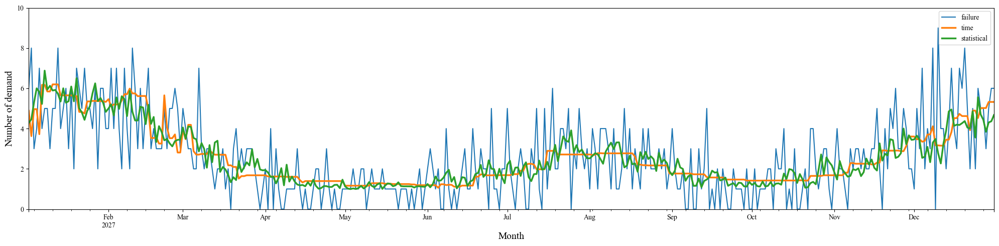 10
8
6
4
2
0
Number of demand
failure
time
statistical
Feb
2027
Mar
Apr
May
Jun
Jul
Aug
Sep
Oct
Nov
Dec
Month